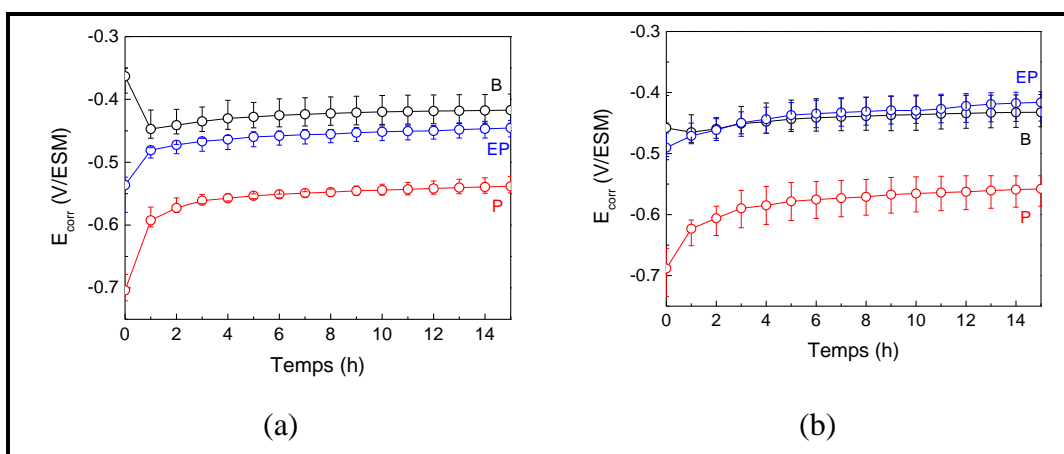 -0.3
-0.4
-0.5
-0.6
-0.7
E_corr (V/ESM)
B
EP
P
0 2 4 6 8 10 12 14
Temps (h)
(a)
-0.3
-0.4
-0.5
-0.6
-0.7
E_corr (V/ESM)
EP
B
P
0 2 4 6 8 10 12 14
Temps (h)
(b)